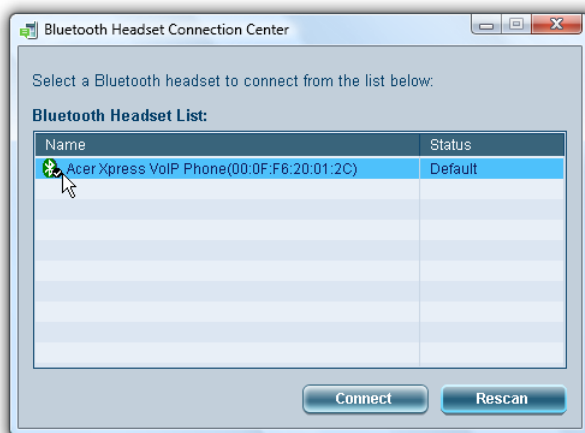 Bluetooth Headset Connection Center
Select a Bluetooth headset to connect from the list below:
Bluetooth Headset List:
Name Status
Acer Xpress VoIP Phone(00:0F:F6:20:01:2C) Default
Connect Rescan